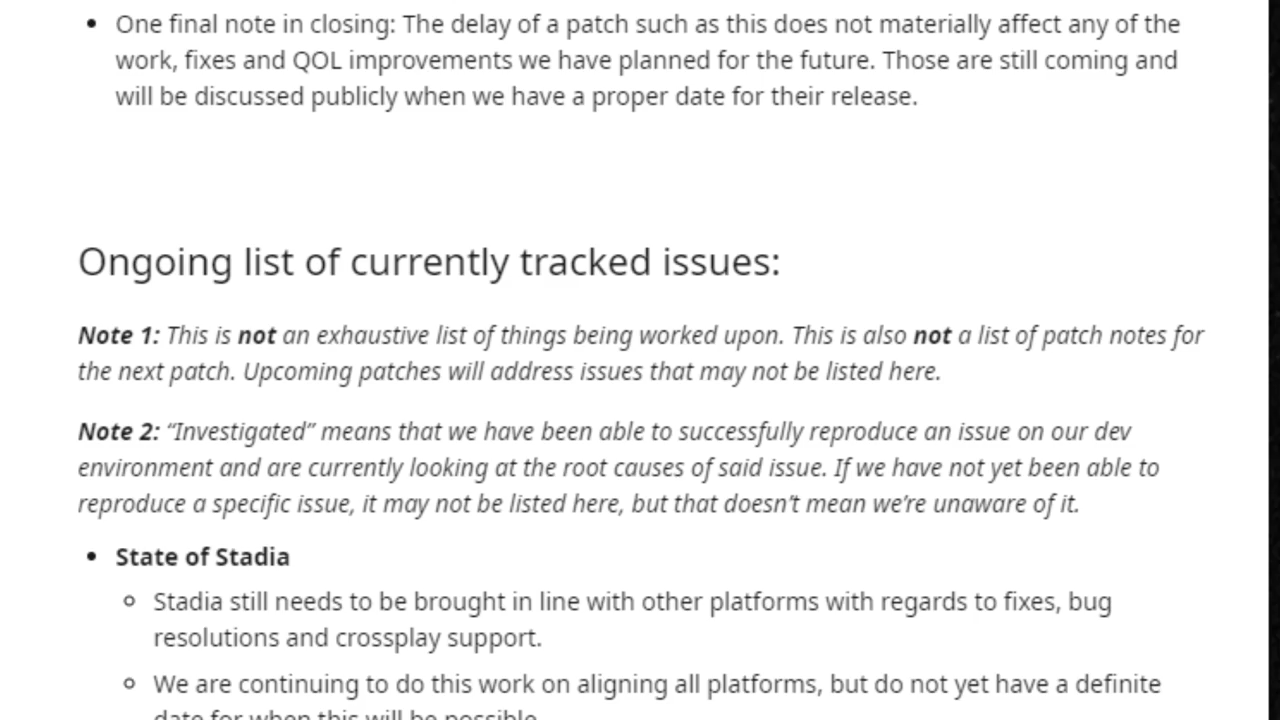 • One final note in closing: The delay of a patch such as this does not materially affect any of the
work, fixes and QOL improvements we have planned for the future. Those are still coming and
will be discussed publicly when we have a proper date for their release.
Ongoing list of currently tracked issues:
Note 1: This is not an exhaustive list of things being worked upon. This is also not a list of patch notes for
the next patch. Upcoming patches will address issues that may not be listed here.
Note 2: “Investigated” means that we have been able to successfully reproduce an issue on our dev
environment and are currently looking at the root causes of said issue. If we have not yet been able to
reproduce a specific issue, it may not be listed here, but that doesn’t mean we’re unaware of it.
• State of Stadia
◦ Stadia still needs to be brought in line with other platforms with regards to fixes, bug
resolutions and crossplay support.
◦ We are continuing to do this work on aligning all platforms, but do not yet have a definite
date for when this will be possible.